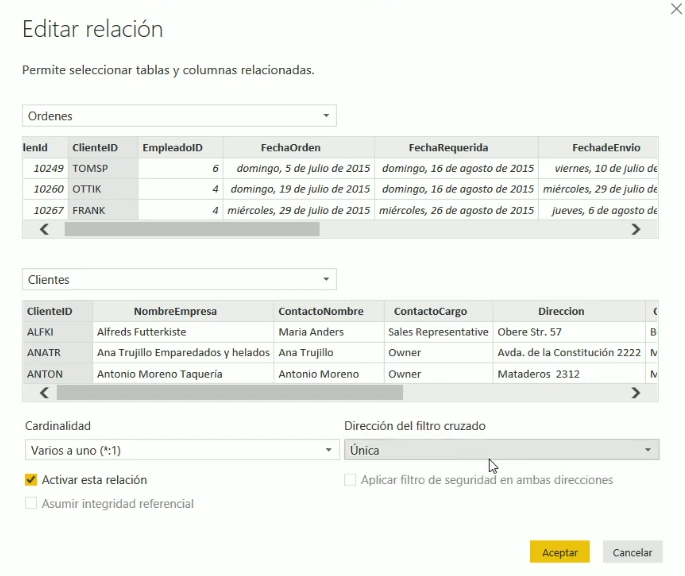 Editar relación
Permite seleccionar tablas y columnas relacionadas.
Ordenes
lenId ClienteID EmpleadoID FechaOrden FechaRequerida FechadeEnvio
10249 TOMSP 6 domingo, 5 de julio de 2015 domingo, 16 de agosto de 2015 viernes, 10 de julio de
10260 OTTIK 4 domingo, 19 de julio de 2015 domingo, 16 de agosto de 2015 miércoles, 29 de julio de
10267 FRANK 4 miércoles, 29 de julio de 2015 miércoles, 26 de agosto de 2015 jueves, 6 de agosto de
Clientes
ClienteID NombreEmpresa ContactoNombre ContactoCargo Direccion
ALFKI Alfreds Futterkiste Maria Anders Sales Representative Obere Str. 57 B
ANATR Ana Trujillo Emparedados y helados Ana Trujillo Owner Avda. de la Constitución 2222 M
ANTON Antonio Moreno Taquería Antonio Moreno Owner Mataderos 2312 M
Cardinalidad Dirección del filtro cruzado
Varios a uno (*:1) Única
Activar esta relación Aplicar filtro de seguridad en ambas direcciones
Asumir integridad referencial
Aceptar Cancelar